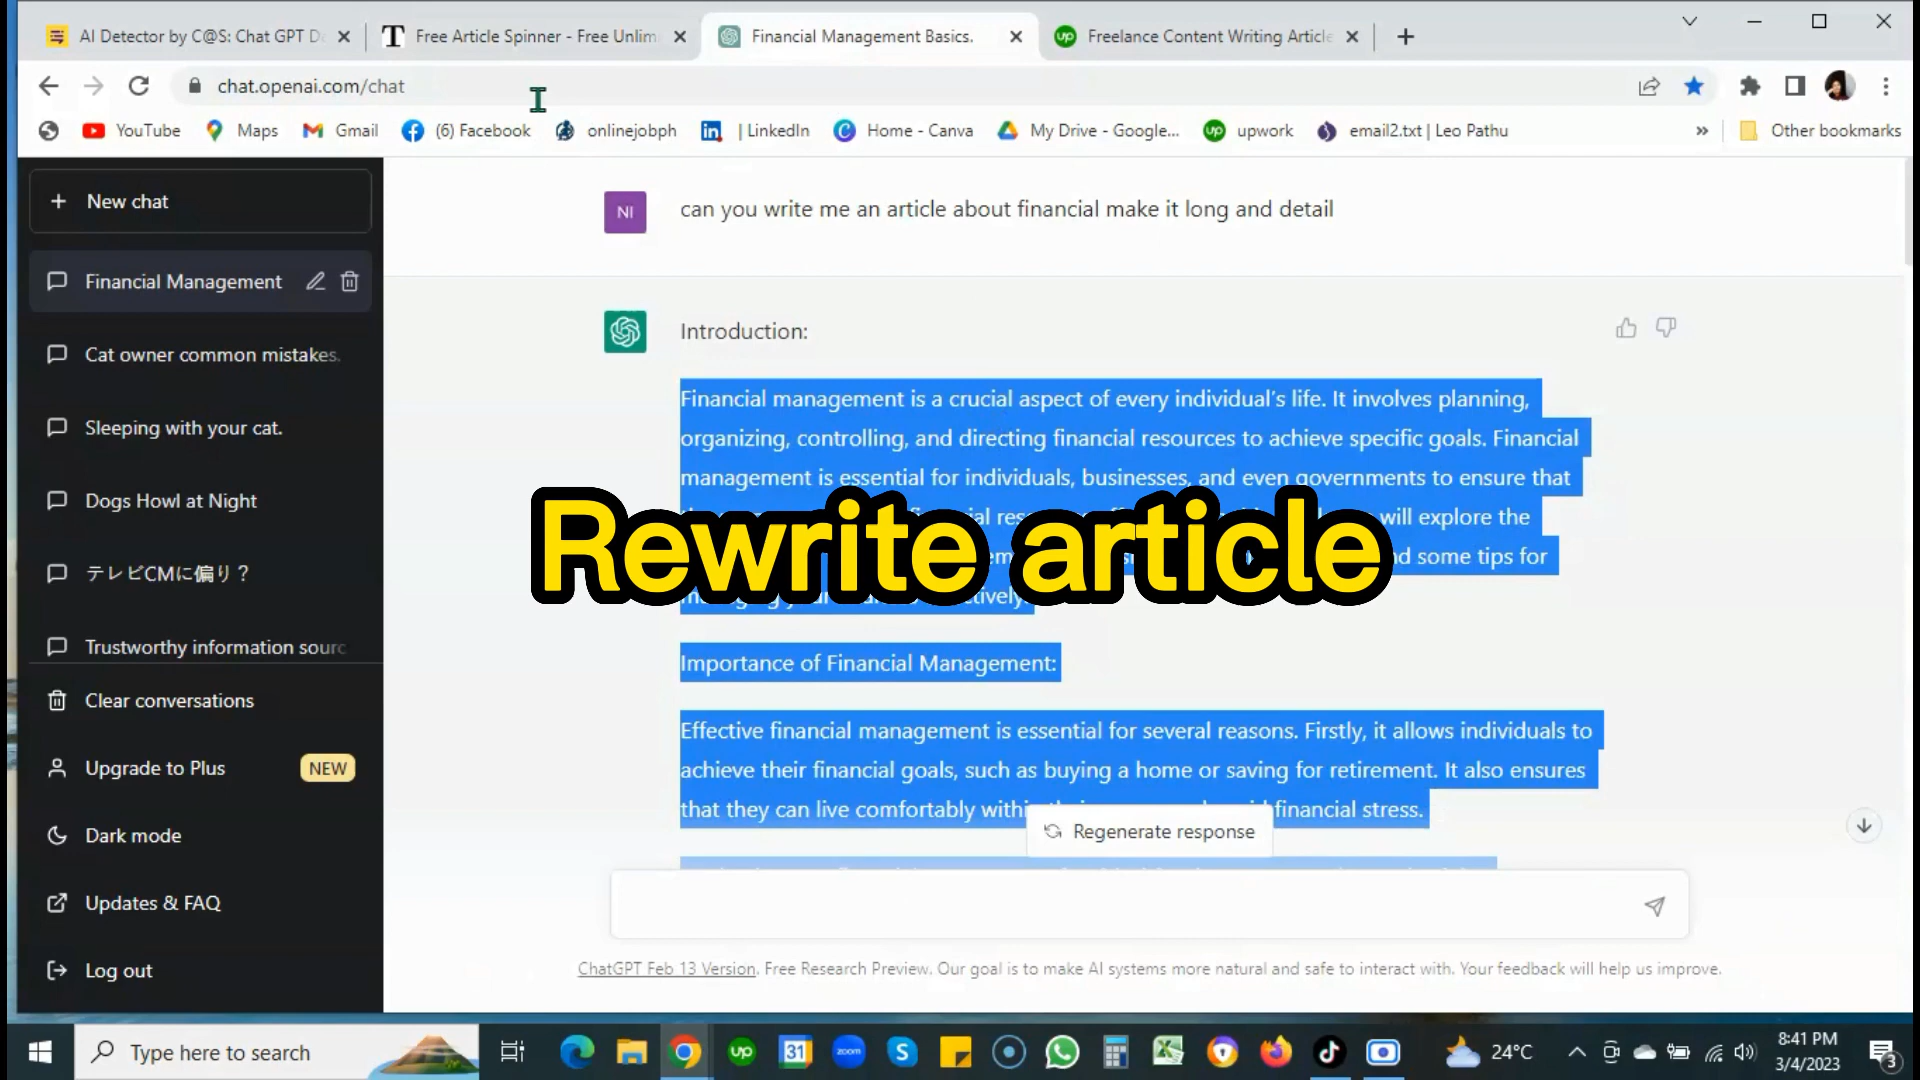 AI Detector by C@S: Chat GPT D
Free Article Spinner - Free Unlim
Financial Management Basics.
Freelance Content Writing Article
chat.openai.com/chat
YouTube
Maps
Gmail
(6) Facebook
onlinejobph
| LinkedIn
Home - Canva
My Drive - Google...
upwork
email2.txt | Leo Pathu
Other bookmarks
New chat
Financial Management
Cat owner common mistakes.
Sleeping with your cat.
Dogs Howl at Night
テレビCMに偏り？
Trustworthy information sourc
Clear conversations
Upgrade to Plus NEW
Dark mode
Updates & FAQ
Log out
NI
can you write me an article about financial make it long and detail
Introduction:
Financial management is a crucial aspect of every individual's life. It involves planning,
organizing, controlling, and directing financial resources to achieve specific goals. Financial
management is essential for individuals, businesses, and even governments to ensure that
will explore the
some tips for
Rewrite article
Importance of Financial Management:
Effective financial management is essential for several reasons. Firstly, it allows individuals to
achieve their financial goals, such as buying a home or saving for retirement. It also ensures
that they can live comfortably financial stress.
Regenerate response
ChatGPT Feb 13 Version. Free Research Preview. Our goal is to make AI systems more natural and safe to interact with. Your feedback will help us improve.
Type here to search
up
31
zoom
24°C
8:41 PM
3/4/2023
3